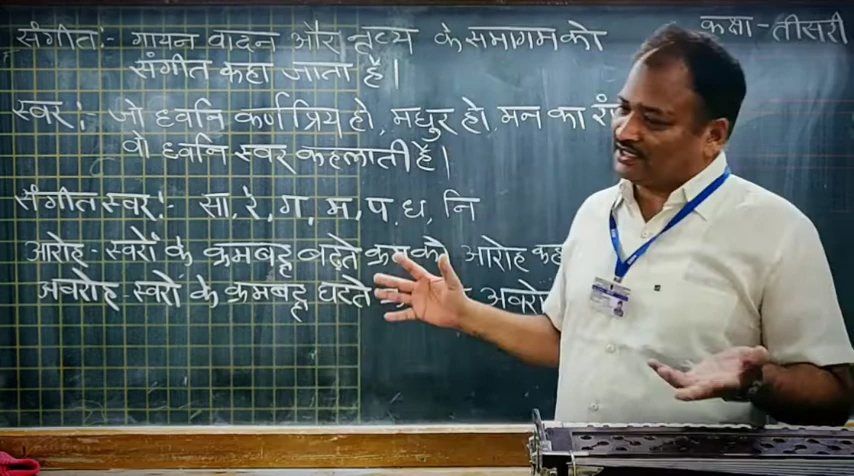 कक्षा - तीसरी
संगीत :- गायन वादन और नृत्य के समागम को
संगीत कहा जाता है।
स्वर :- जो ध्वनि कर्णप्रिय हो, मधुर हो, मन का
वो ध्वनि स्वर कहलाती है।
संगीत स्वर :- सा, रे, ग, म, प, ध, नि
आरोह - स्वरों के क्रमबद्ध बढ़ते क्रम को आरोह
अवरोह - स्वरों के क्रमबद्ध घटते